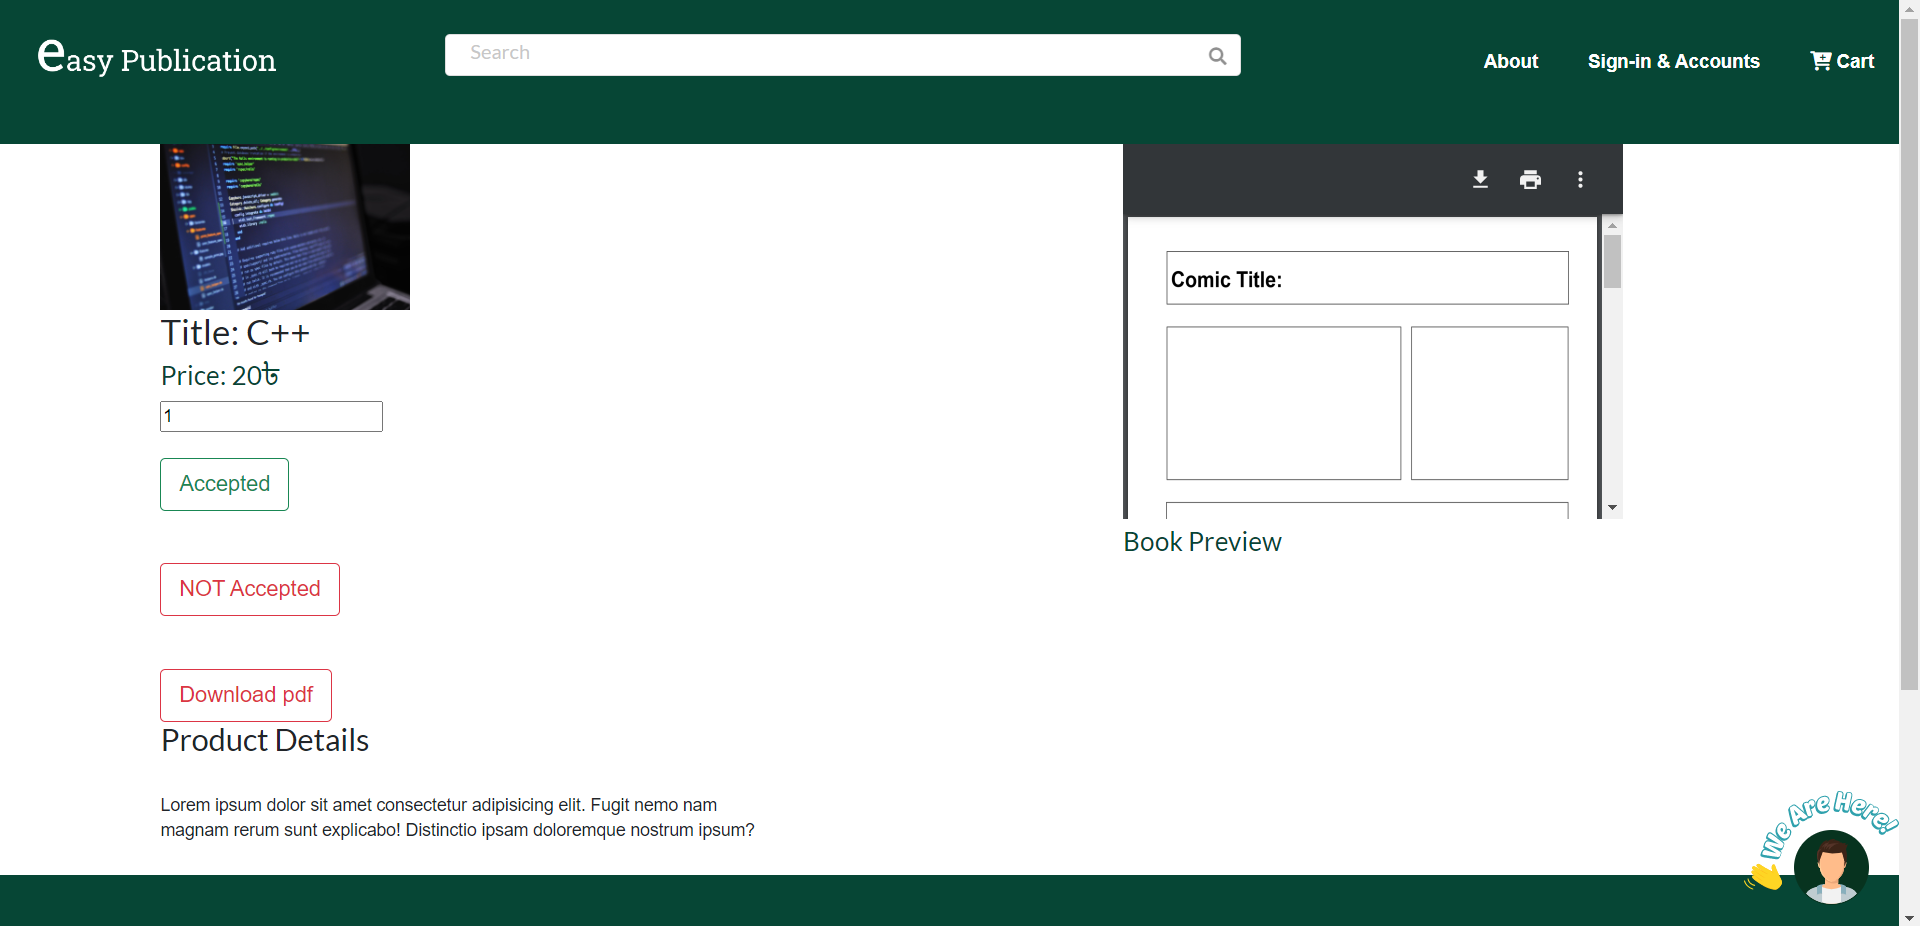 easy Publication
Search
About
Sign-in & Accounts
Cart
Title: C++
Price: 20৳
1
Accepted
NOT Accepted
Download pdf
Product Details
Lorem ipsum dolor sit amet consectetur adipisicing elit. Fugit nemo nam
magnam rerum sunt explicabo! Distinctio ipsam doloremque nostrum ipsum?
Comic Title:
Book Preview
We Are Here!